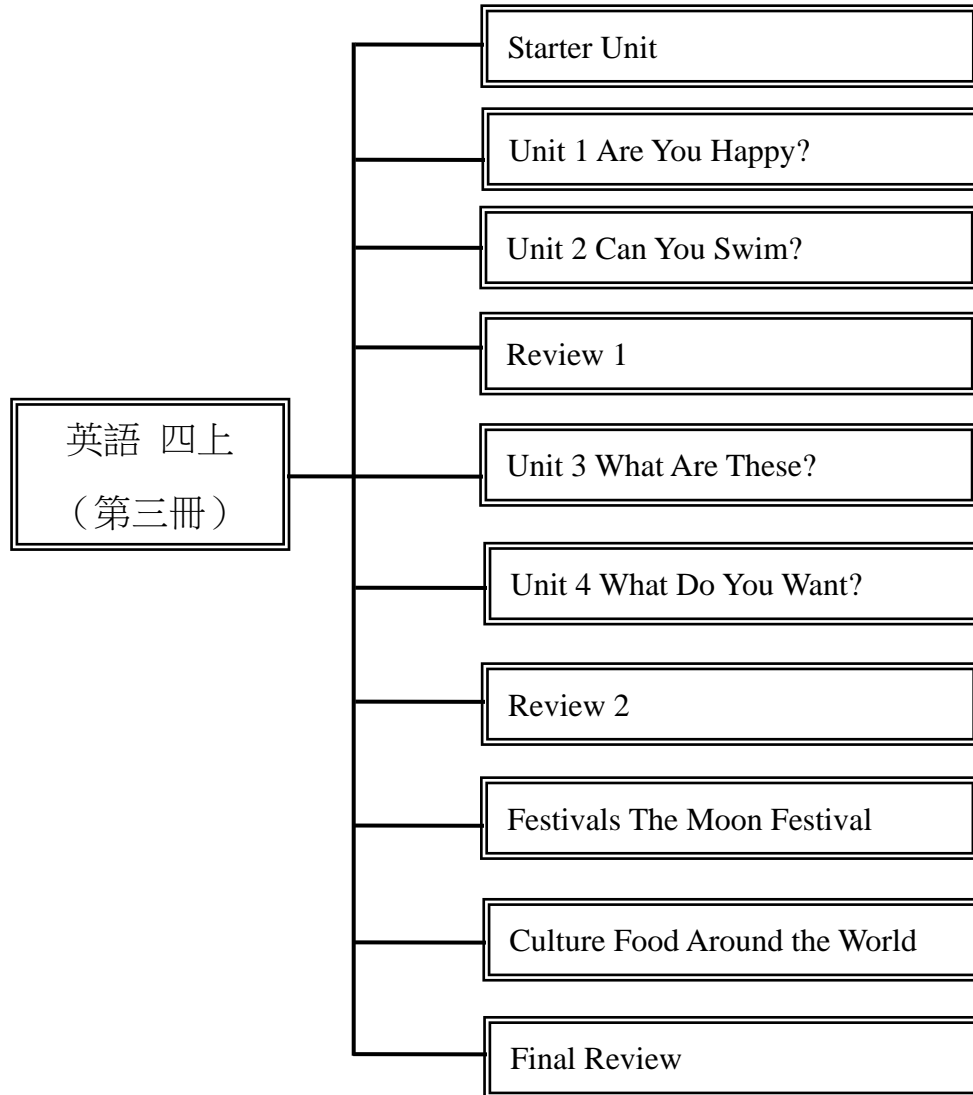 Starter Unit
Unit 1 Are You Happy?
Unit 2 Can You Swim?
Review 1
英語 四上
（第三冊）
Unit 3 What Are These?
Unit 4 What Do You Want?
Review 2
Festivals The Moon Festival
Culture Food Around the World
Final Review